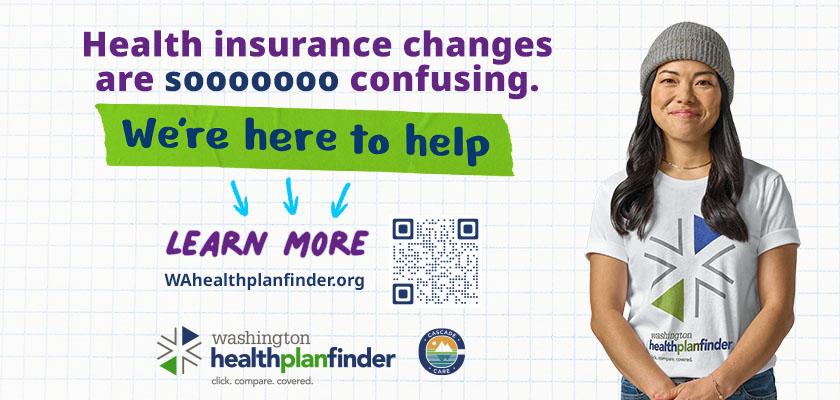 Health insurance changes
are sooooooo confusing.
We're here to help
LEARN MORE
WAhealthplanfinder.org
washington
healthplanfinder
click. compare. covered.
CASCADE
CARE
washington
healthplanfinder
click. compare. covered.